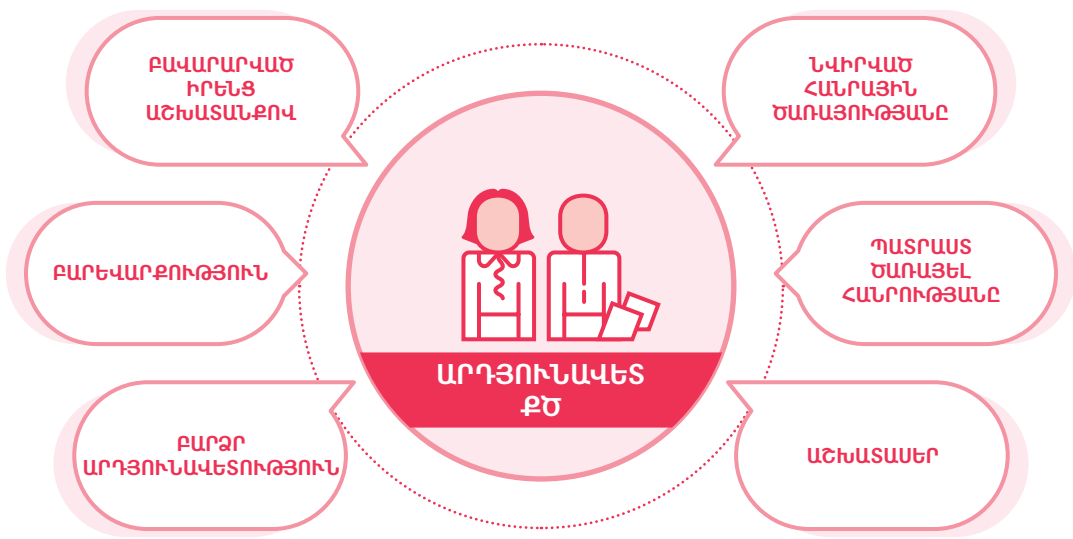 ԲԱՎԱՐԱՐՎԱԾ
ԻՐԵՆՑ
ԱՇԽԱՏԱՆՔՈՎ
ՆՎԻՐՎԱԾ
ՀԱՆՐԱՅԻՆ
ԾԱՌԱՅՈՒԹՅԱՆԸ
ԲԱՐԵՎԱՐՔՈՒԹՅՈՒՆ
ՊԱՏՐԱՍՏ
ԾԱՌԱՅԵԼ
ՀԱՆՐՈՒԹՅԱՆԸ
ԱՐԴՅՈՒՆԱՎԵՏ
ՔԾ
ԲԱՐՁՐ
ԱՐԴՅՈՒՆԱՎԵՏՈՒԹՅՈՒՆ
ԱՇԽԱՏԱՍԵՐ